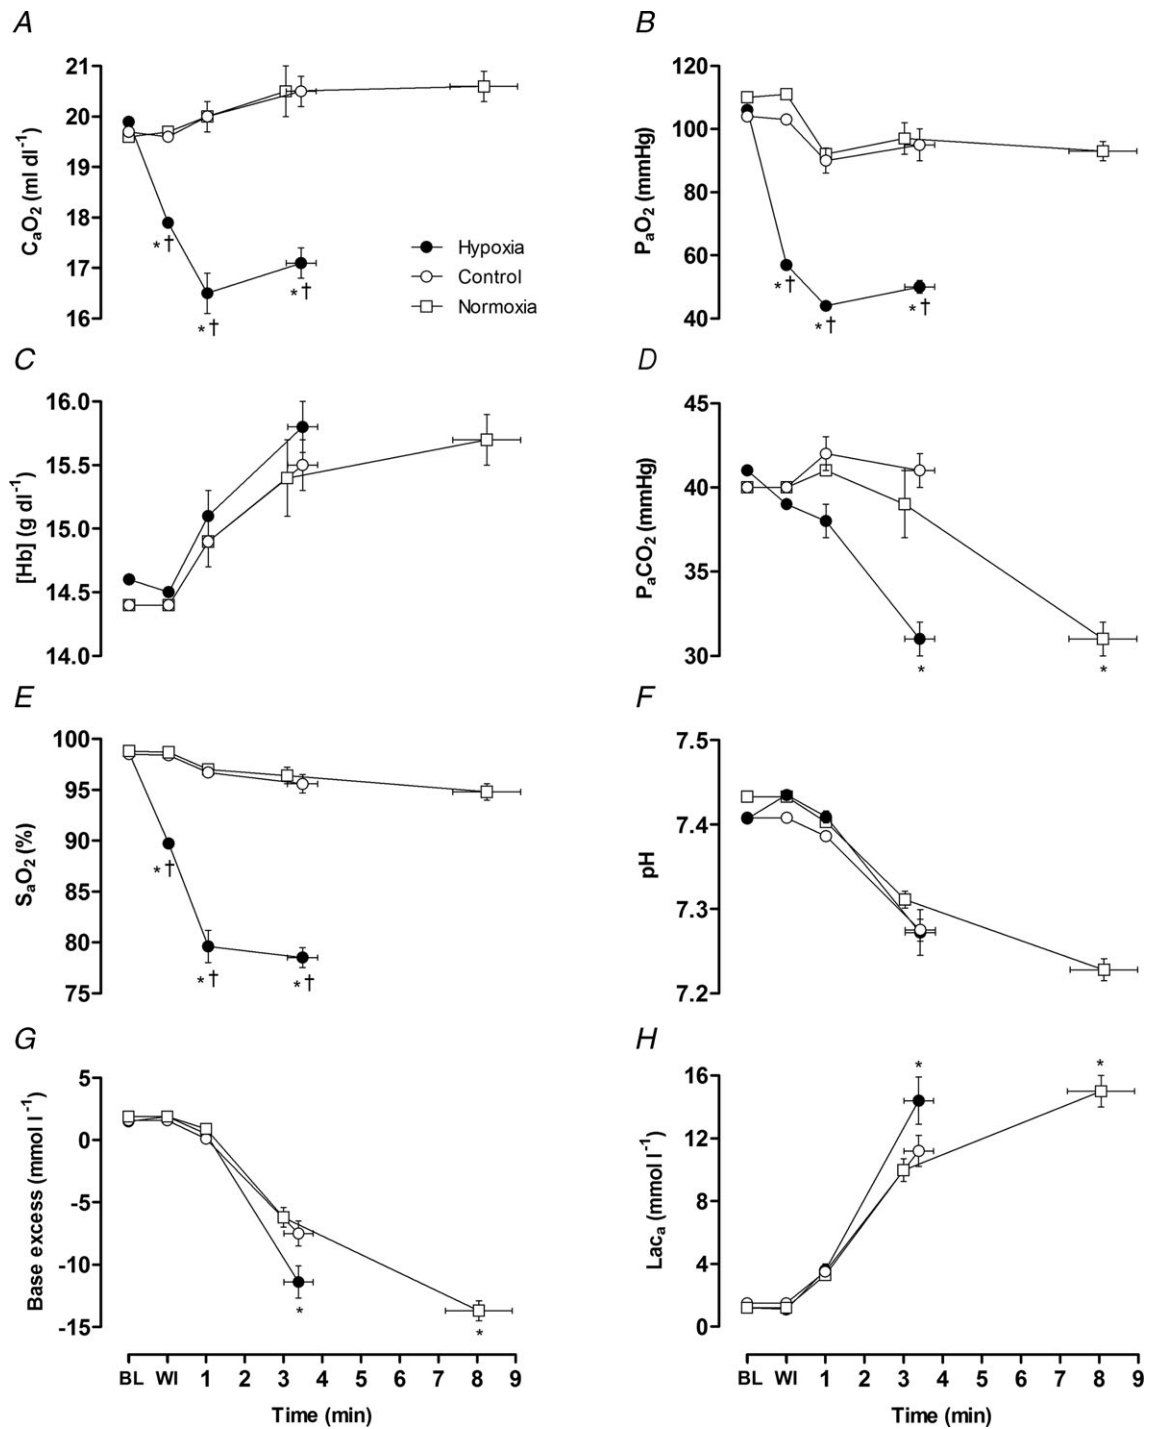 A
21
20
19
18
17
16
CaO2 (ml dl-1)
*†
*†
*†
Hypoxia
Control
Normoxia
B
120
100
80
60
40
PaO2 (mmHg)
*†
*†
*†
C
16.0
15.5
15.0
14.5
14.0
[Hb] (g dl-1)
D
45
40
35
30
PaCO2 (mmHg)
*
*
E
100
95
90
85
80
75
SaO2 (%)
*†
*†
*†
F
7.5
7.4
7.3
7.2
pH
G
5
0
-5
-10
-15
Base excess (mmol l-1)
*
*
BL WI 1 2 3 4 5 6 7 8 9
Time (min)
H
16
12
8
4
0
Laca (mmol l-1)
*
*
BL WI 1 2 3 4 5 6 7 8 9
Time (min)